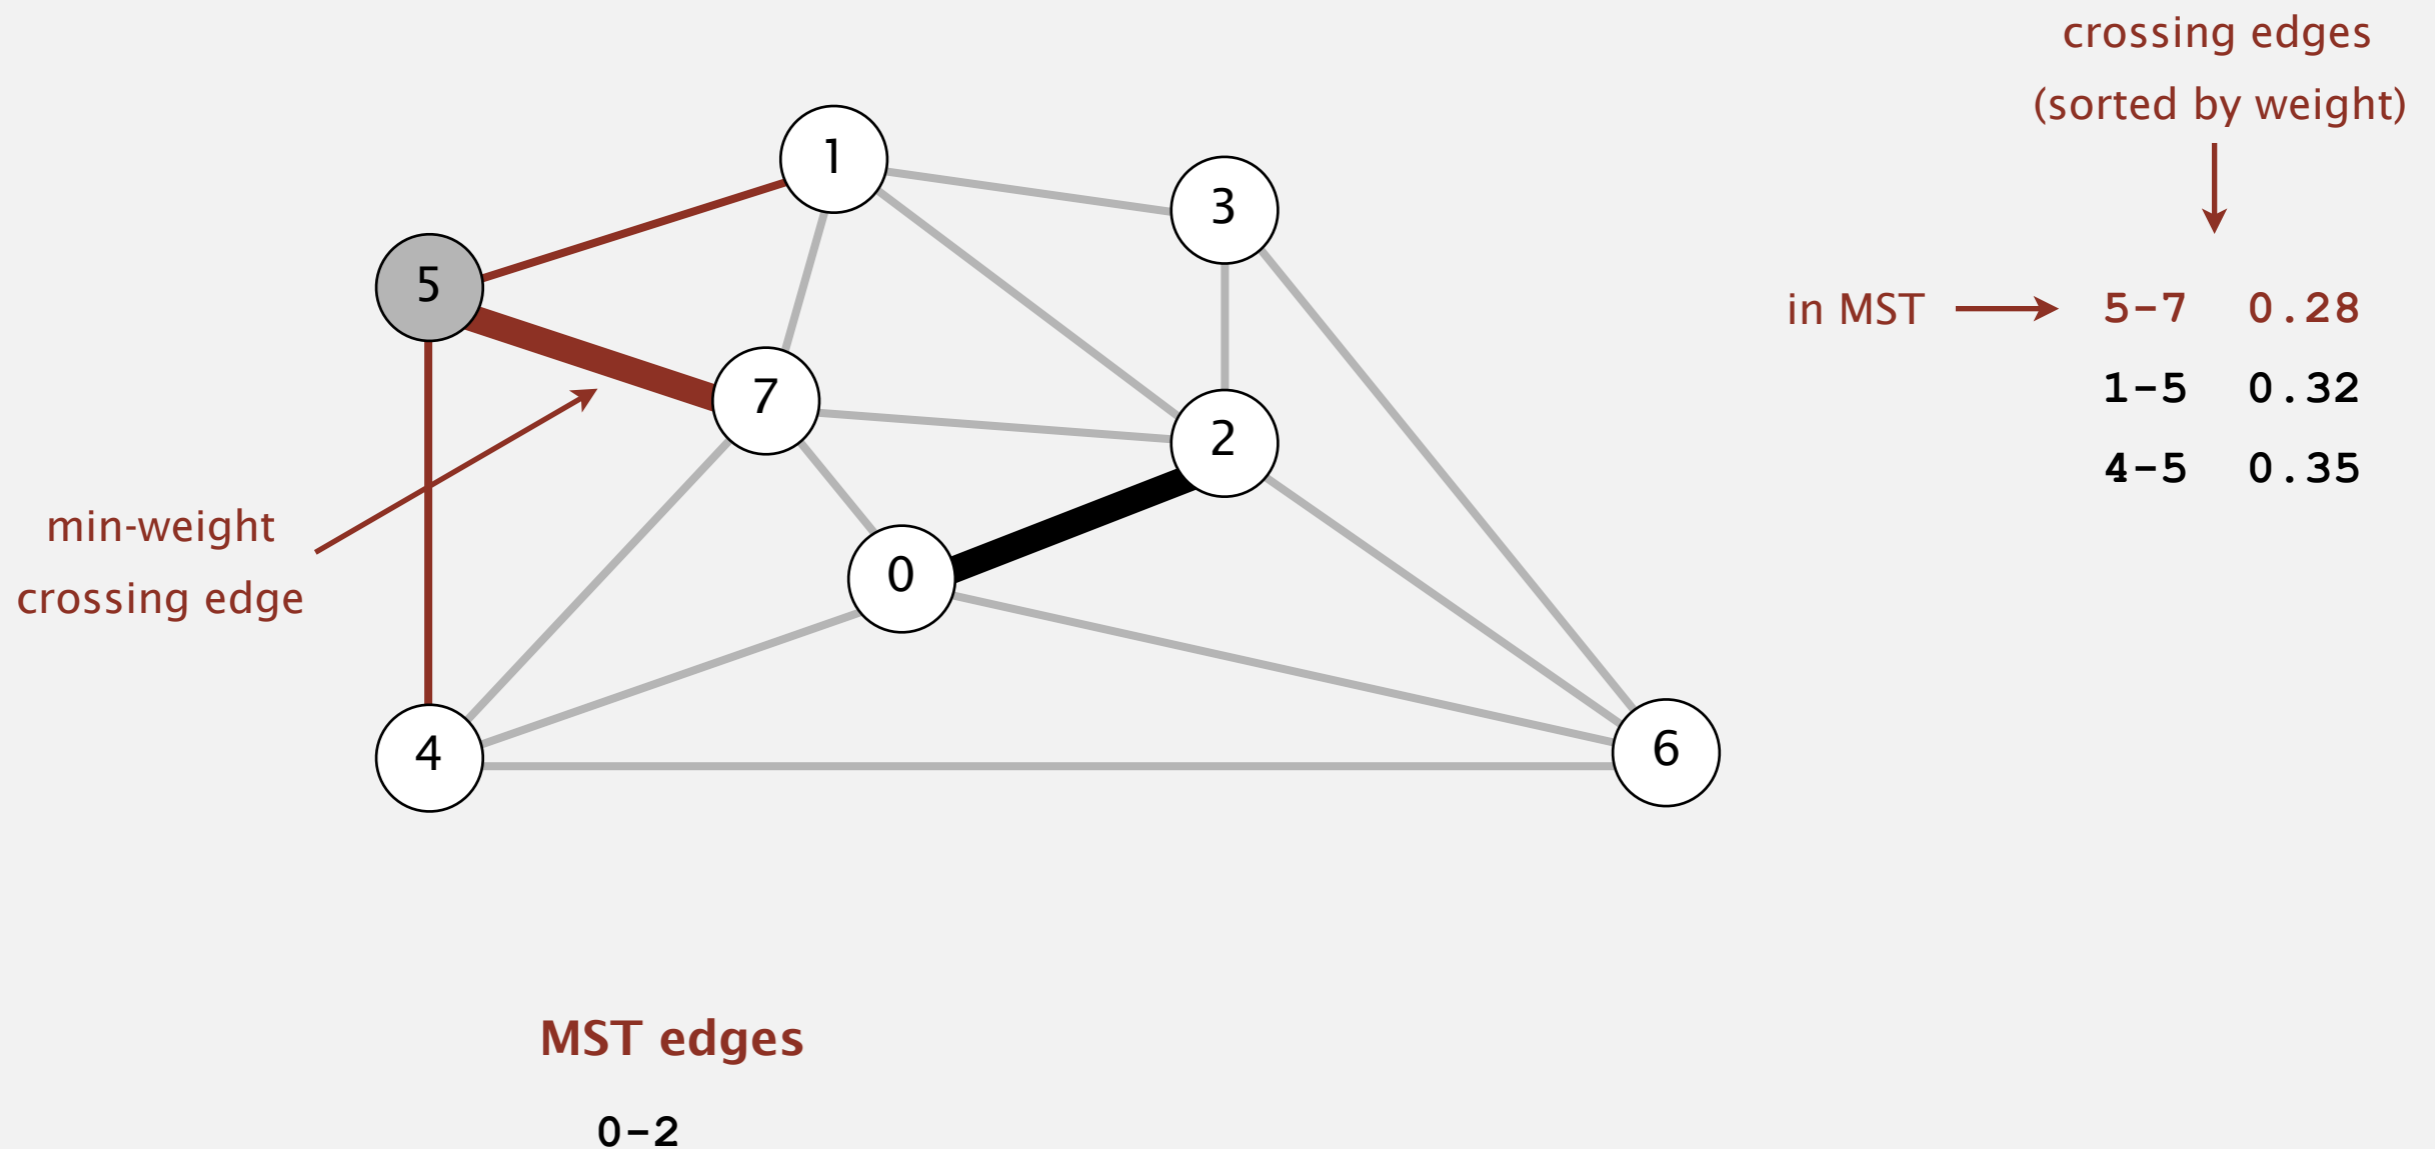 crossing edges
(sorted by weight)
1
3
5
in MST
5-7 0.28
7
1-5 0.32
2
4-5 0.35
min-weight
crossing edge
0
4
6
MST edges
0-2